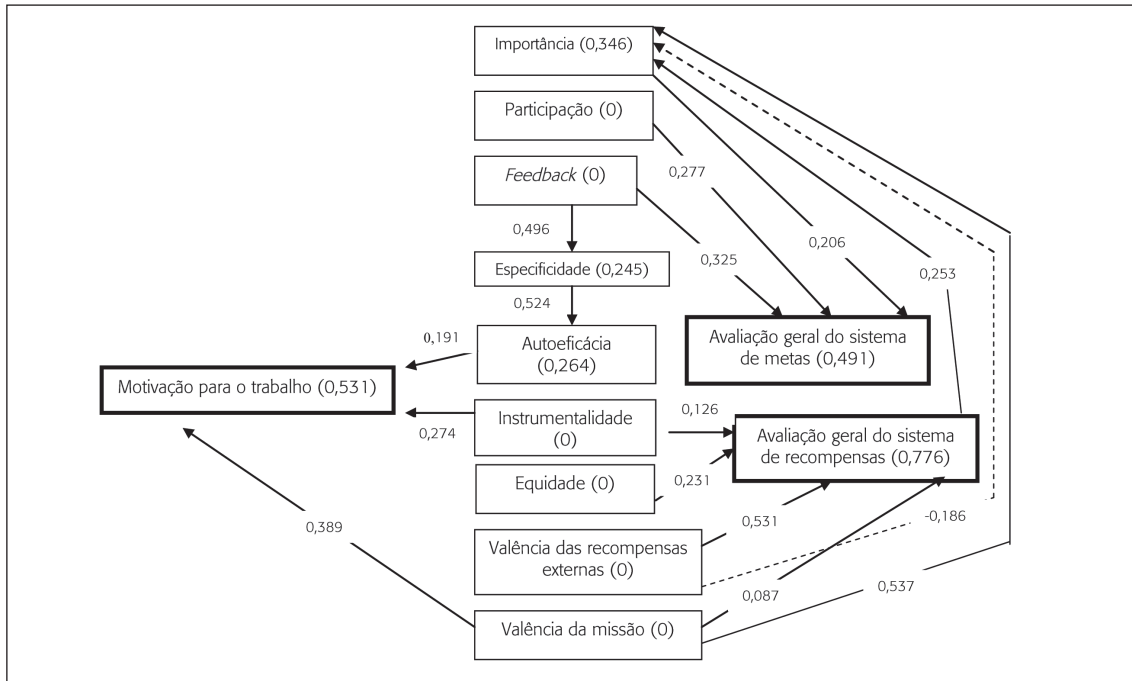 Importância (0,346)
Participação (0)
0,277
Feedback (0)
0,496
0,206
0,325
0,253
Especificidade (0,245)
0,524
0,191
Autoeficácia
(0,264)
Avaliação geral do sistema
de metas (0,491)
Motivação para o trabalho (0,531)
0,274
Instrumentalidade
(0)
0,126
Avaliação geral do sistema
de recompensas (0,776)
Equidade (0)
0,231
0,389
0,531
-0,186
Valência das recompensas
externas (0)
0,087
0,537
Valência da missão (0)